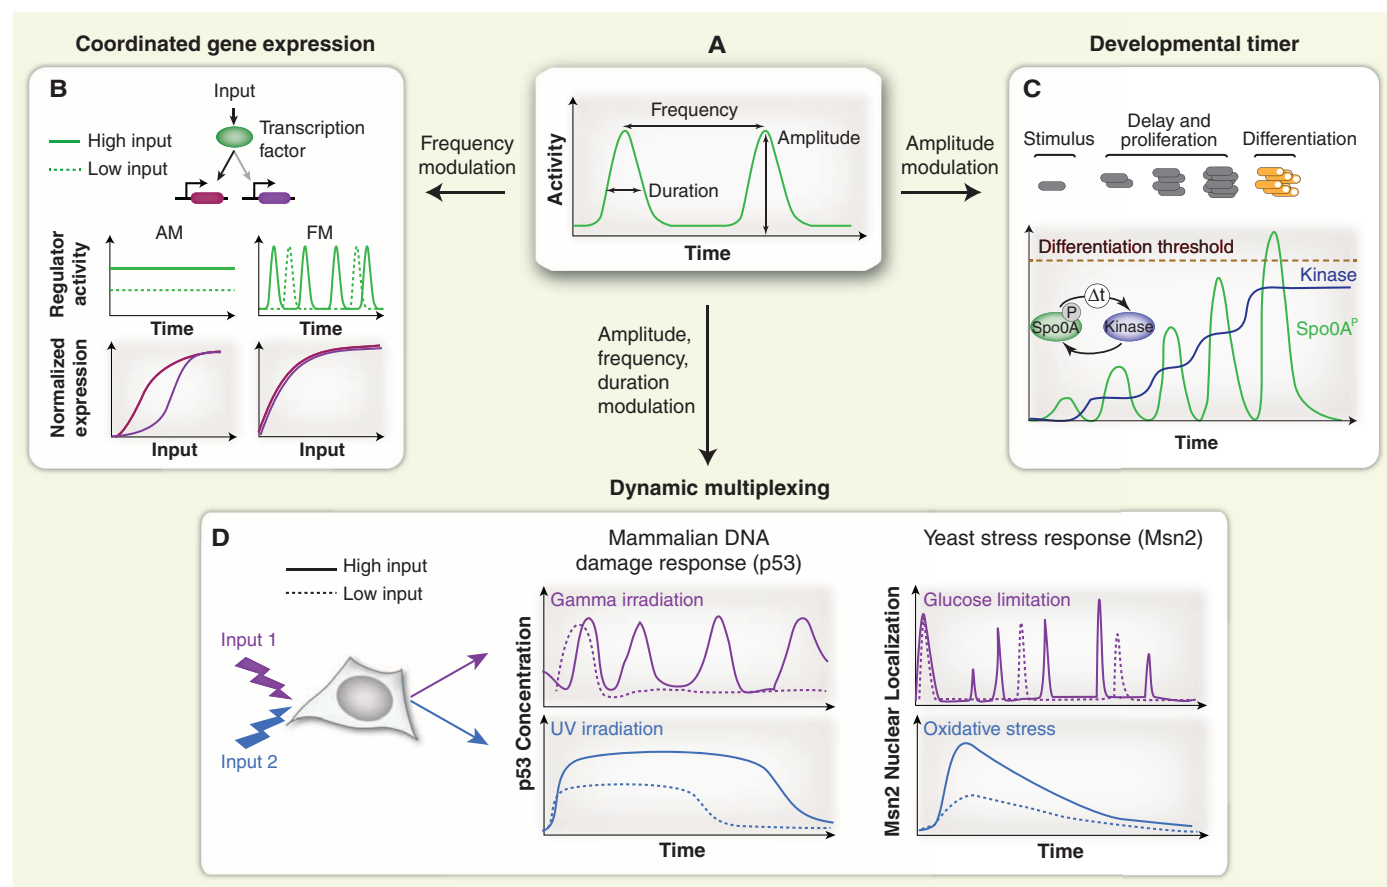 Coordinated gene expression
A
Developmental timer
B
Input
Transcription
factor
High input
Low input
AM
FM
Regulator
activity
Time
Time
Normalized
expression
Input
Input
Frequency
modulation
Activity
Frequency
Amplitude
Duration
Time
Amplitude
modulation
C
Stimulus
Delay and
proliferation
Differentiation
Differentiation threshold
Kinase
Δt
P
Spo0A
Kinase
Spo0AP
Time
Amplitude,
frequency,
duration
modulation
Dynamic multiplexing
D
High input
Low input
Input 1
Input 2
Mammalian DNA
damage response (p53)
p53 Concentration
Gamma irradiation
UV irradiation
Time
Yeast stress response (Msn2)
Msn2 Nuclear Localization
Glucose limitation
Oxidative stress
Time